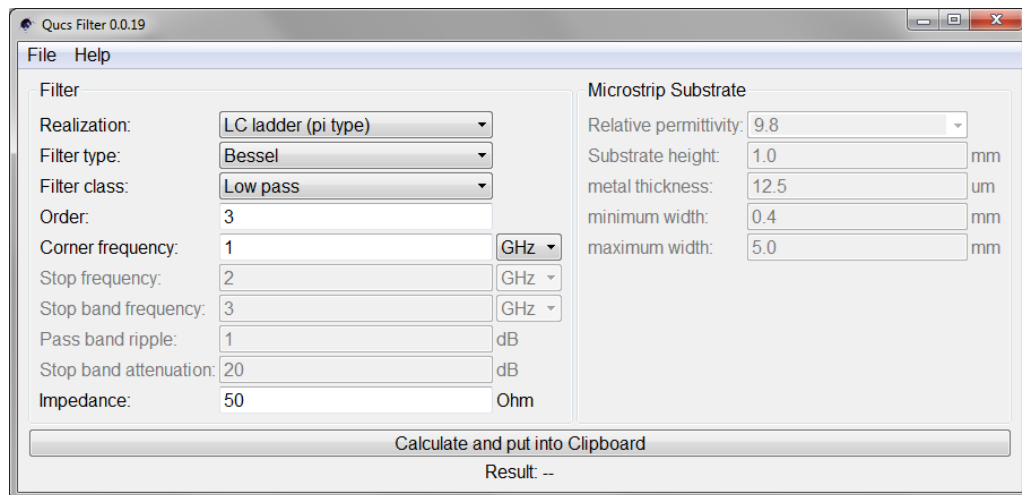 Qucs Filter 0.0.19
File Help
Filter
Realization: LC ladder (pi type)
Filter type: Bessel
Filter class: Low pass
Order: 3
Corner frequency: 1 GHz
Stop frequency: 2 GHz
Stop band frequency: 3 GHz
Pass band ripple: 1 dB
Stop band attenuation: 20 dB
Impedance: 50 Ohm
Microstrip Substrate
Relative permittivity: 9.8
Substrate height: 1.0 mm
metal thickness: 12.5 um
minimum width: 0.4 mm
maximum width: 5.0 mm
Calculate and put into Clipboard
Result: --